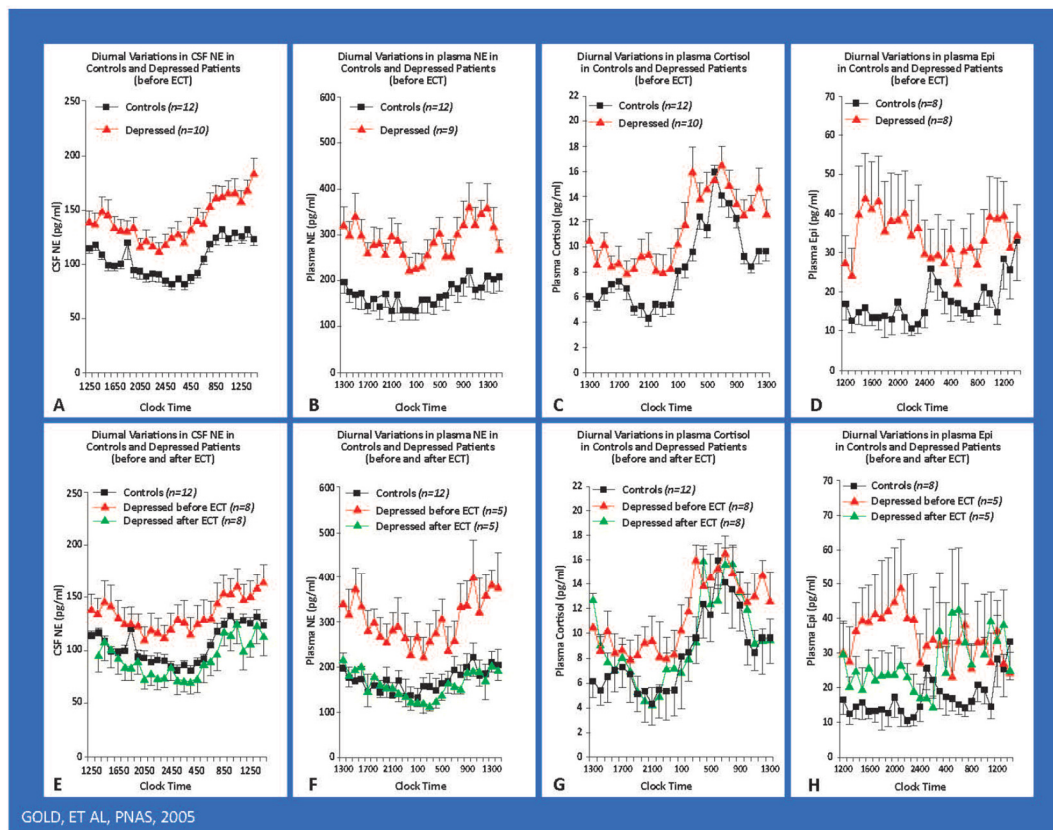 Diurnal Variations in CSF NE in
Controls and Depressed Patients
(before ECT)
250
200
150
100
50
0
CSF NE (pg/ml)
Controls (n=12)
Depressed (n=10)
1250 1650 2050 2450 450 850 1250
A
Clock Time
Diurnal Variations in plasma NE in
Controls and Depressed Patients
(before ECT)
600
500
400
300
200
100
0
Plasma NE (pg/ml)
Controls (n=12)
Depressed (n=9)
1300 1700 2100 100 500 900 1300
B
Clock Time
Diurnal Variations in plasma Cortisol
in Controls and Depressed Patients
(before ECT)
22
20
18
16
14
12
10
8
6
4
2
0
Plasma Cortisol (pg/ml)
Controls (n=12)
Depressed (n=10)
1300 1700 2100 100 500 900 1300
C
Clock Time
Diurnal Variations in plasma Epi
in Controls and Depressed Patients
(before ECT)
70
60
50
40
30
20
10
0
Plasma Epi (pg/ml)
Controls (n=8)
Depressed (n=8)
1200 1600 2000 2400 400 800 1200
D
Clock Time
Diurnal Variations in CSF NE in
Controls and Depressed Patients
(before and after ECT)
250
200
150
100
50
0
CSF NE (pg/ml)
Controls (n=12)
Depressed before ECT (n=8)
Depressed after ECT (n=8)
1250 1650 2050 2450 450 850 1250
E
Clock Time
Diurnal Variations in plasma NE in
Controls and Depressed Patients
(before and after ECT)
600
500
400
300
200
100
0
Plasma NE (pg/ml)
Controls (n=12)
Depressed before ECT (n=5)
Depressed after ECT (n=5)
1300 1700 2100 100 500 900 1300
F
Clock Time
Diurnal Variations in plasma Cortisol
in Controls and Depressed Patients
(before and after ECT)
22
20
18
16
14
12
10
8
6
4
2
0
Plasma Cortisol (pg/ml)
Controls (n=12)
Depressed before ECT (n=8)
Depressed after ECT (n=8)
1300 1700 2100 100 500 900 1300
G
Clock Time
Diurnal Variations in plasma Epi
in Controls and Depressed Patients
(before and after ECT)
70
60
50
40
30
20
10
0
Plasma Epi (pg/ml)
Controls (n=8)
Depressed before ECT (n=5)
Depressed after ECT (n=5)
1200 1600 2000 2400 400 800 1200
H
Clock Time
GOLD, ET AL, PNAS, 2005